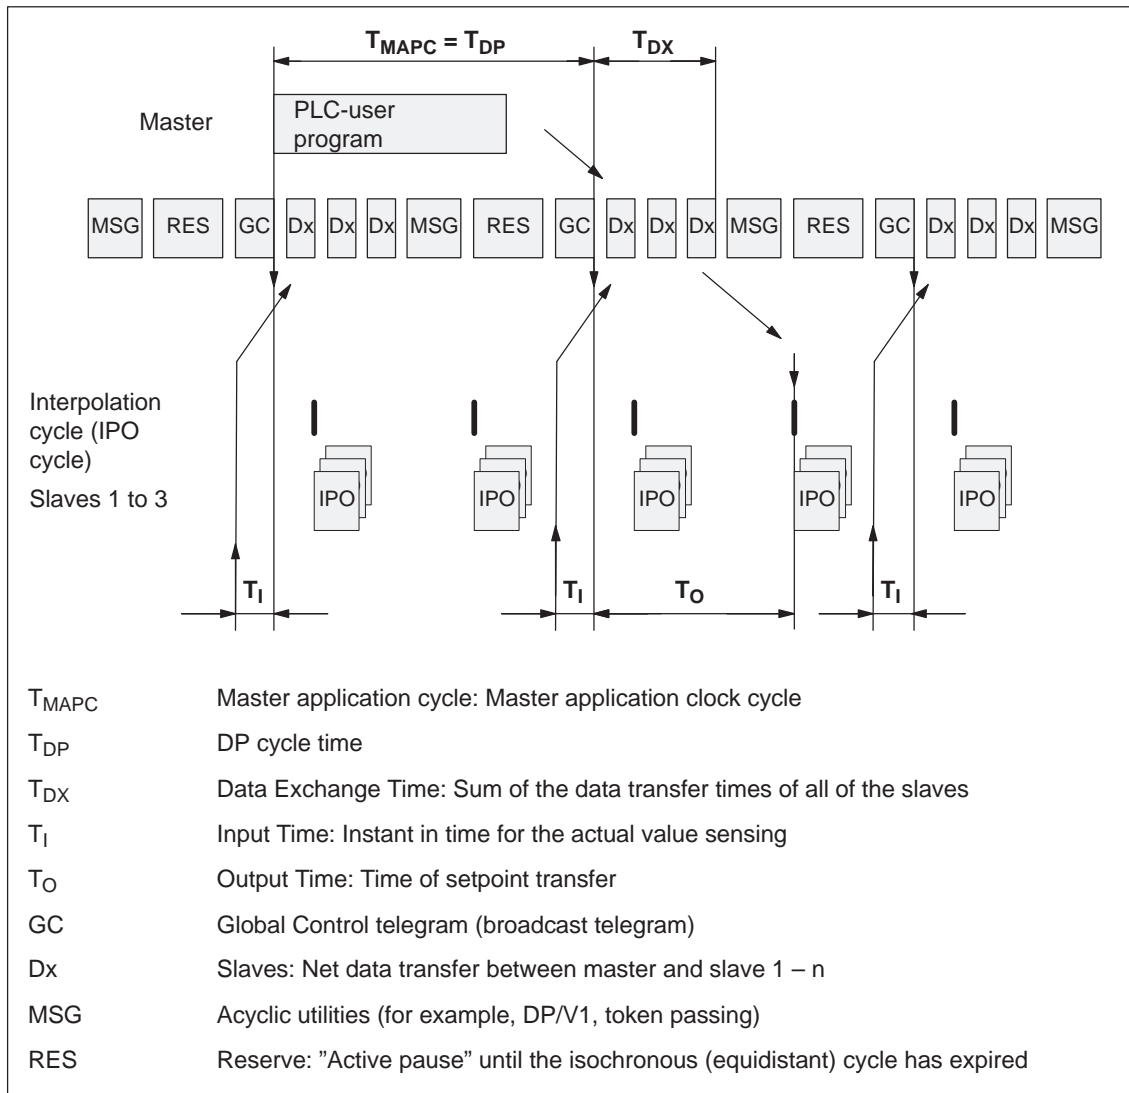 TMAPC = TDP
TDX
Master
PLC-user
program
MSG RES GC Dx Dx Dx MSG RES GC Dx Dx Dx MSG RES GC Dx Dx Dx MSG
Interpolation
cycle (IPO
cycle)
Slaves 1 to 3
IPO IPO IPO IPO IPO
TI TI TO TI
TMAPC Master application cycle: Master application clock cycle
TDP DP cycle time
TDX Data Exchange Time: Sum of the data transfer times of all of the slaves
TI Input Time: Instant in time for the actual value sensing
TO Output Time: Time of setpoint transfer
GC Global Control telegram (broadcast telegram)
Dx Slaves: Net data transfer between master and slave 1 – n
MSG Acyclic utilities (for example, DP/V1, token passing)
RES Reserve: ”Active pause” until the isochronous (equidistant) cycle has expired